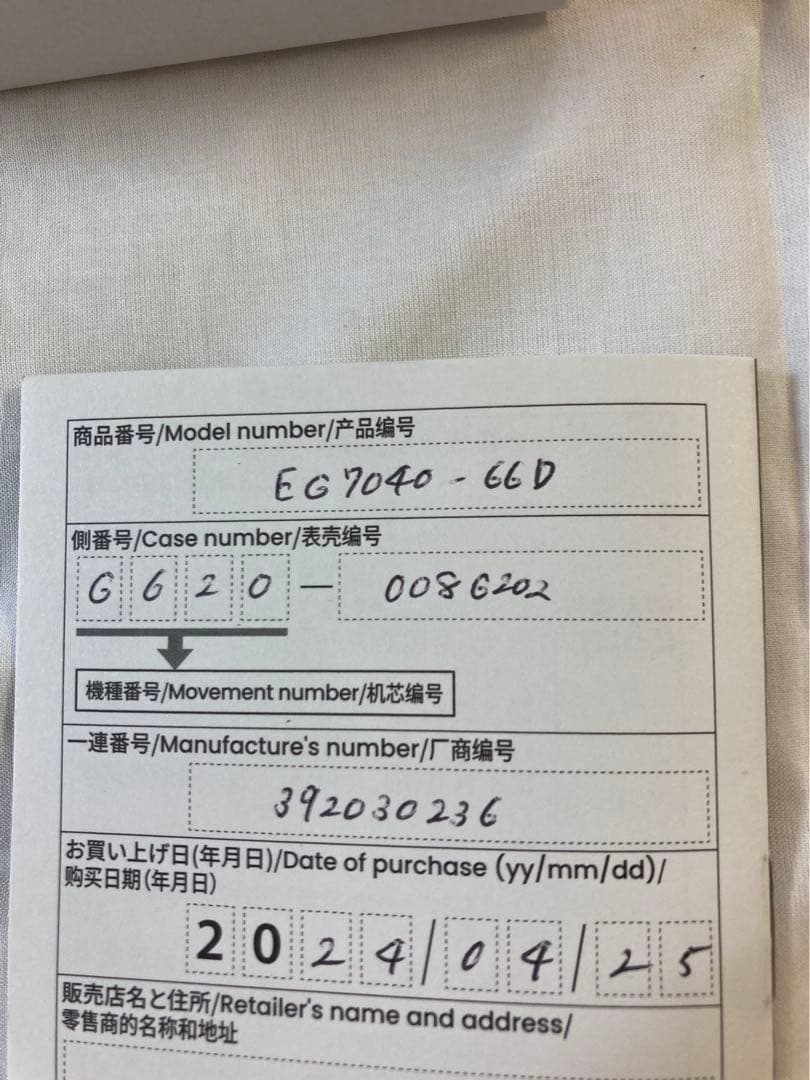 商品番号/Model number/产品编号
EG7040-66D
側番号/Case number/表壳编号
G620-0086202
機種番号/Movement number/机芯编号
一連番号/Manufacture's number/厂商编号
392030236
お買い上げ日(年月日)/Date of purchase (yy/mm/dd)/
购买日期(年月日)
2024/04/25
販売店名と住所/Retailer's name and address/
零售商的名称和地址